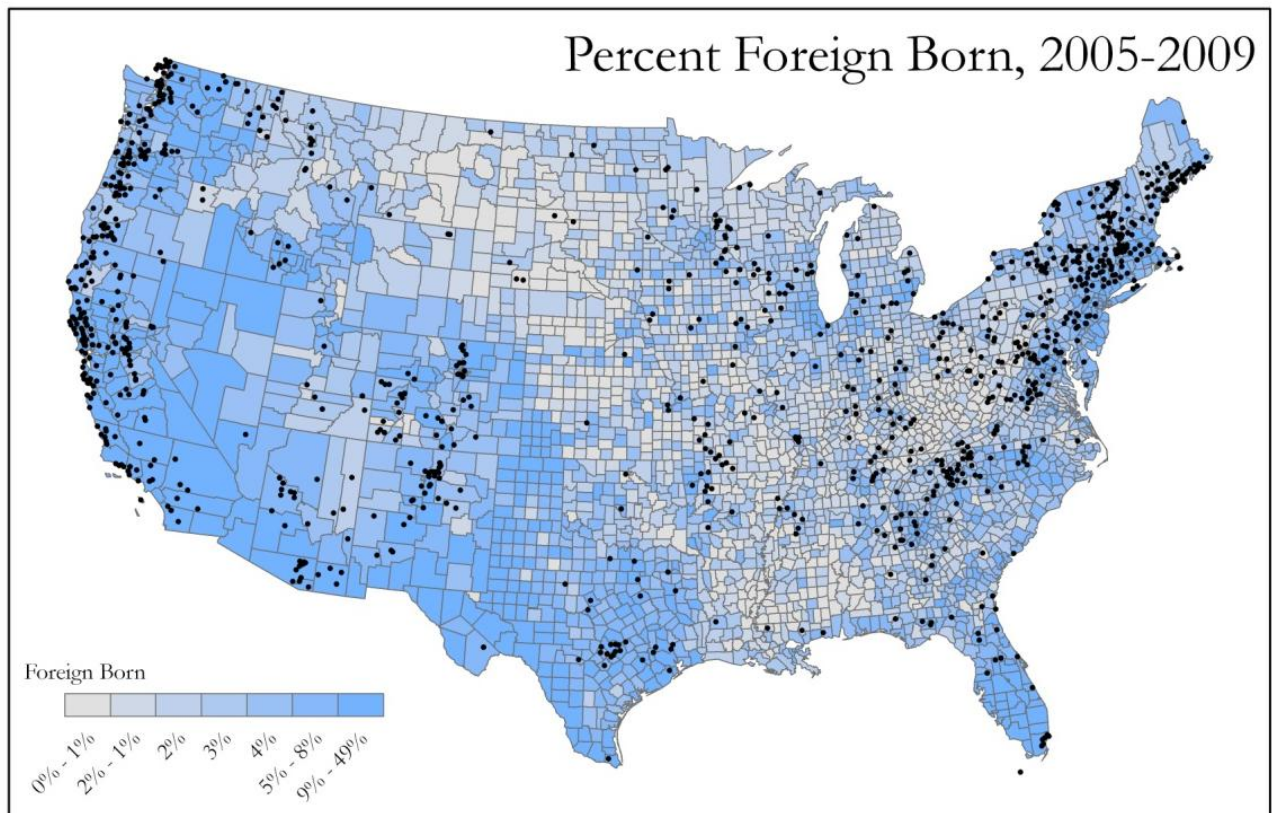 Percent Foreign Born, 2005-2009
Foreign Born
0% - 1%
2% - 1%
2%
3%
4%
5% - 8%
9% - 49%